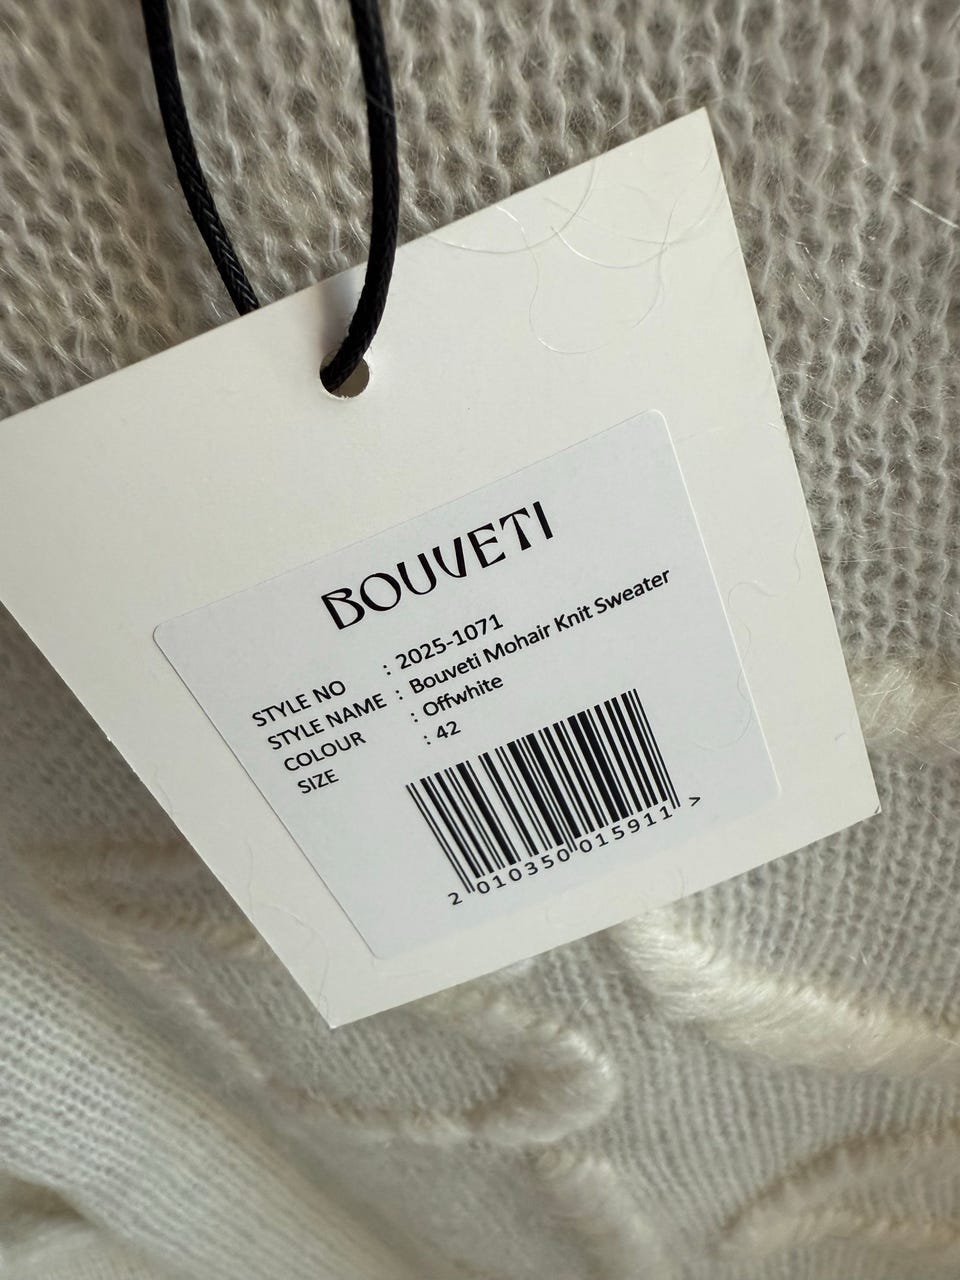 BOUVETI
STYLE NO : 2025-1071
STYLE NAME : Bouveti Mohair Knit Sweater
COLOUR : Offwhite
SIZE : 42
2 010350 015911 >